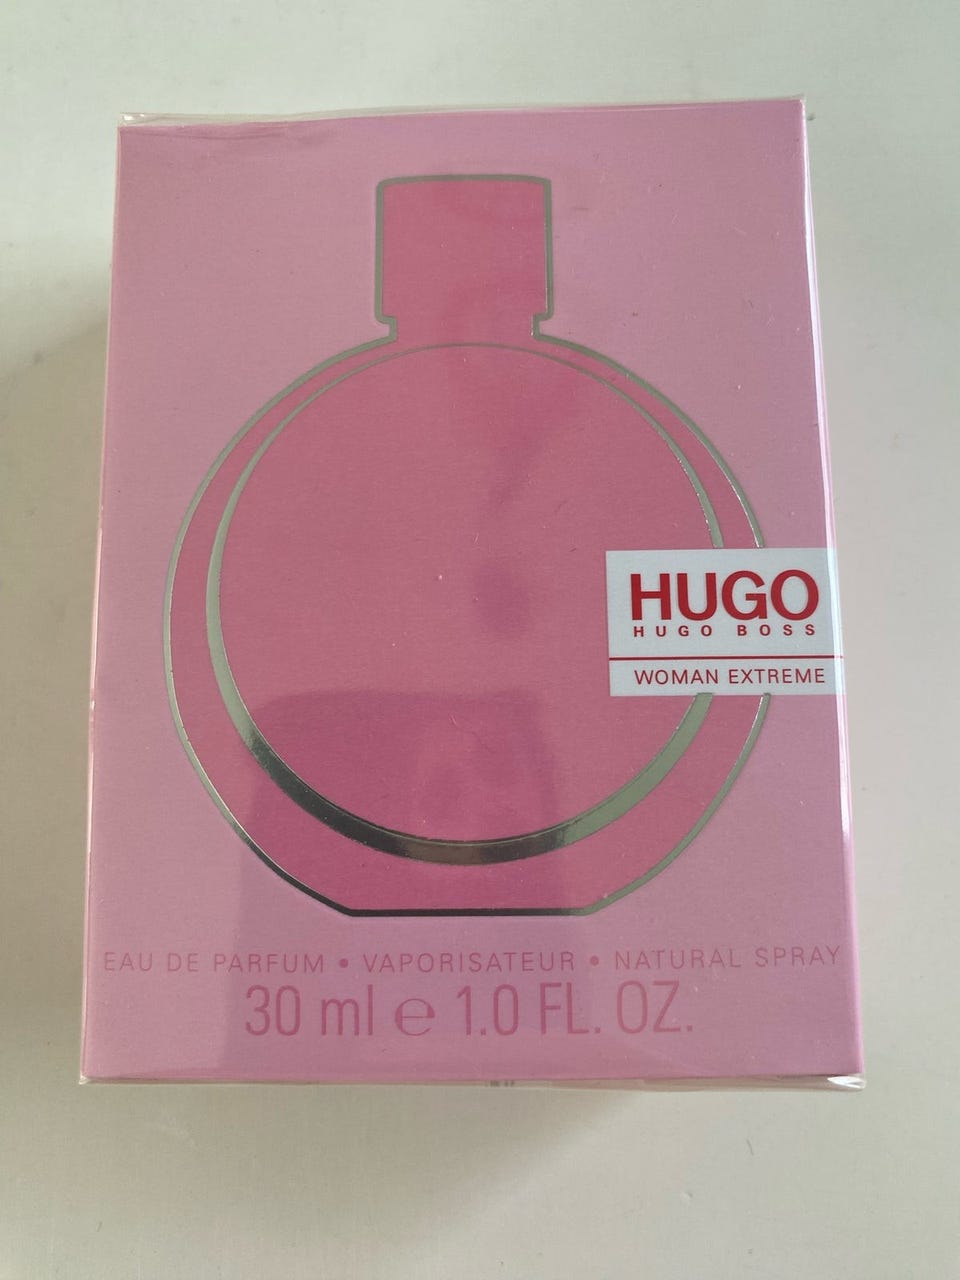 HUGO
HUGO BOSS
WOMAN EXTREME
EAU DE PARFUM • VAPORISATEUR • NATURAL SPRAY
30 ml ℮ 1.0 FL. OZ.